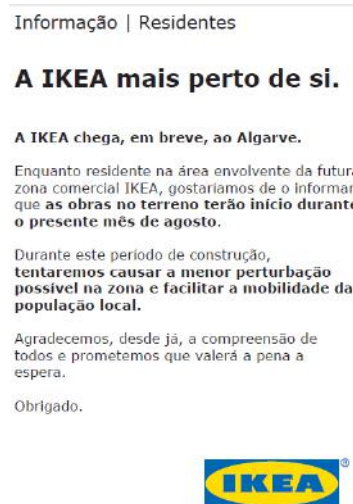 Informação | Residentes
A IKEA mais perto de si.
A IKEA chega, em breve, ao Algarve.
Enquanto residente na área envolvente da futura
zona comercial IKEA, gostaríamos de o informar
que as obras no terreno terão início durante
o presente mês de agosto.
Durante este período de construção,
tentaremos causar a menor perturbação
possível na zona e facilitar a mobilidade da
população local.
Agradecemos, desde já, a compreensão de
todos e prometemos que valerá a pena a
espera.
Obrigado.
IKEA®